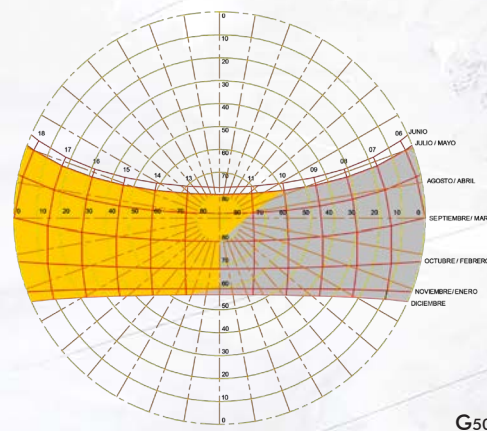 0
10
20
30
40
50
60
70
80
18 17 16 15 14 13 11 10 09 08 07 06
JUNIO
JULIO / MAYO
AGOSTO / ABRIL
0 10 20 30 40 50 60 70 80 80 70 60 50 40 30 20 10 0
SEPTIEMBRE / MAR
80
70
OCTUBRE / FEBRERO
60
NOVIEMBRE / ENERO
50
DICIEMBRE
40
30
20
10
0
G50